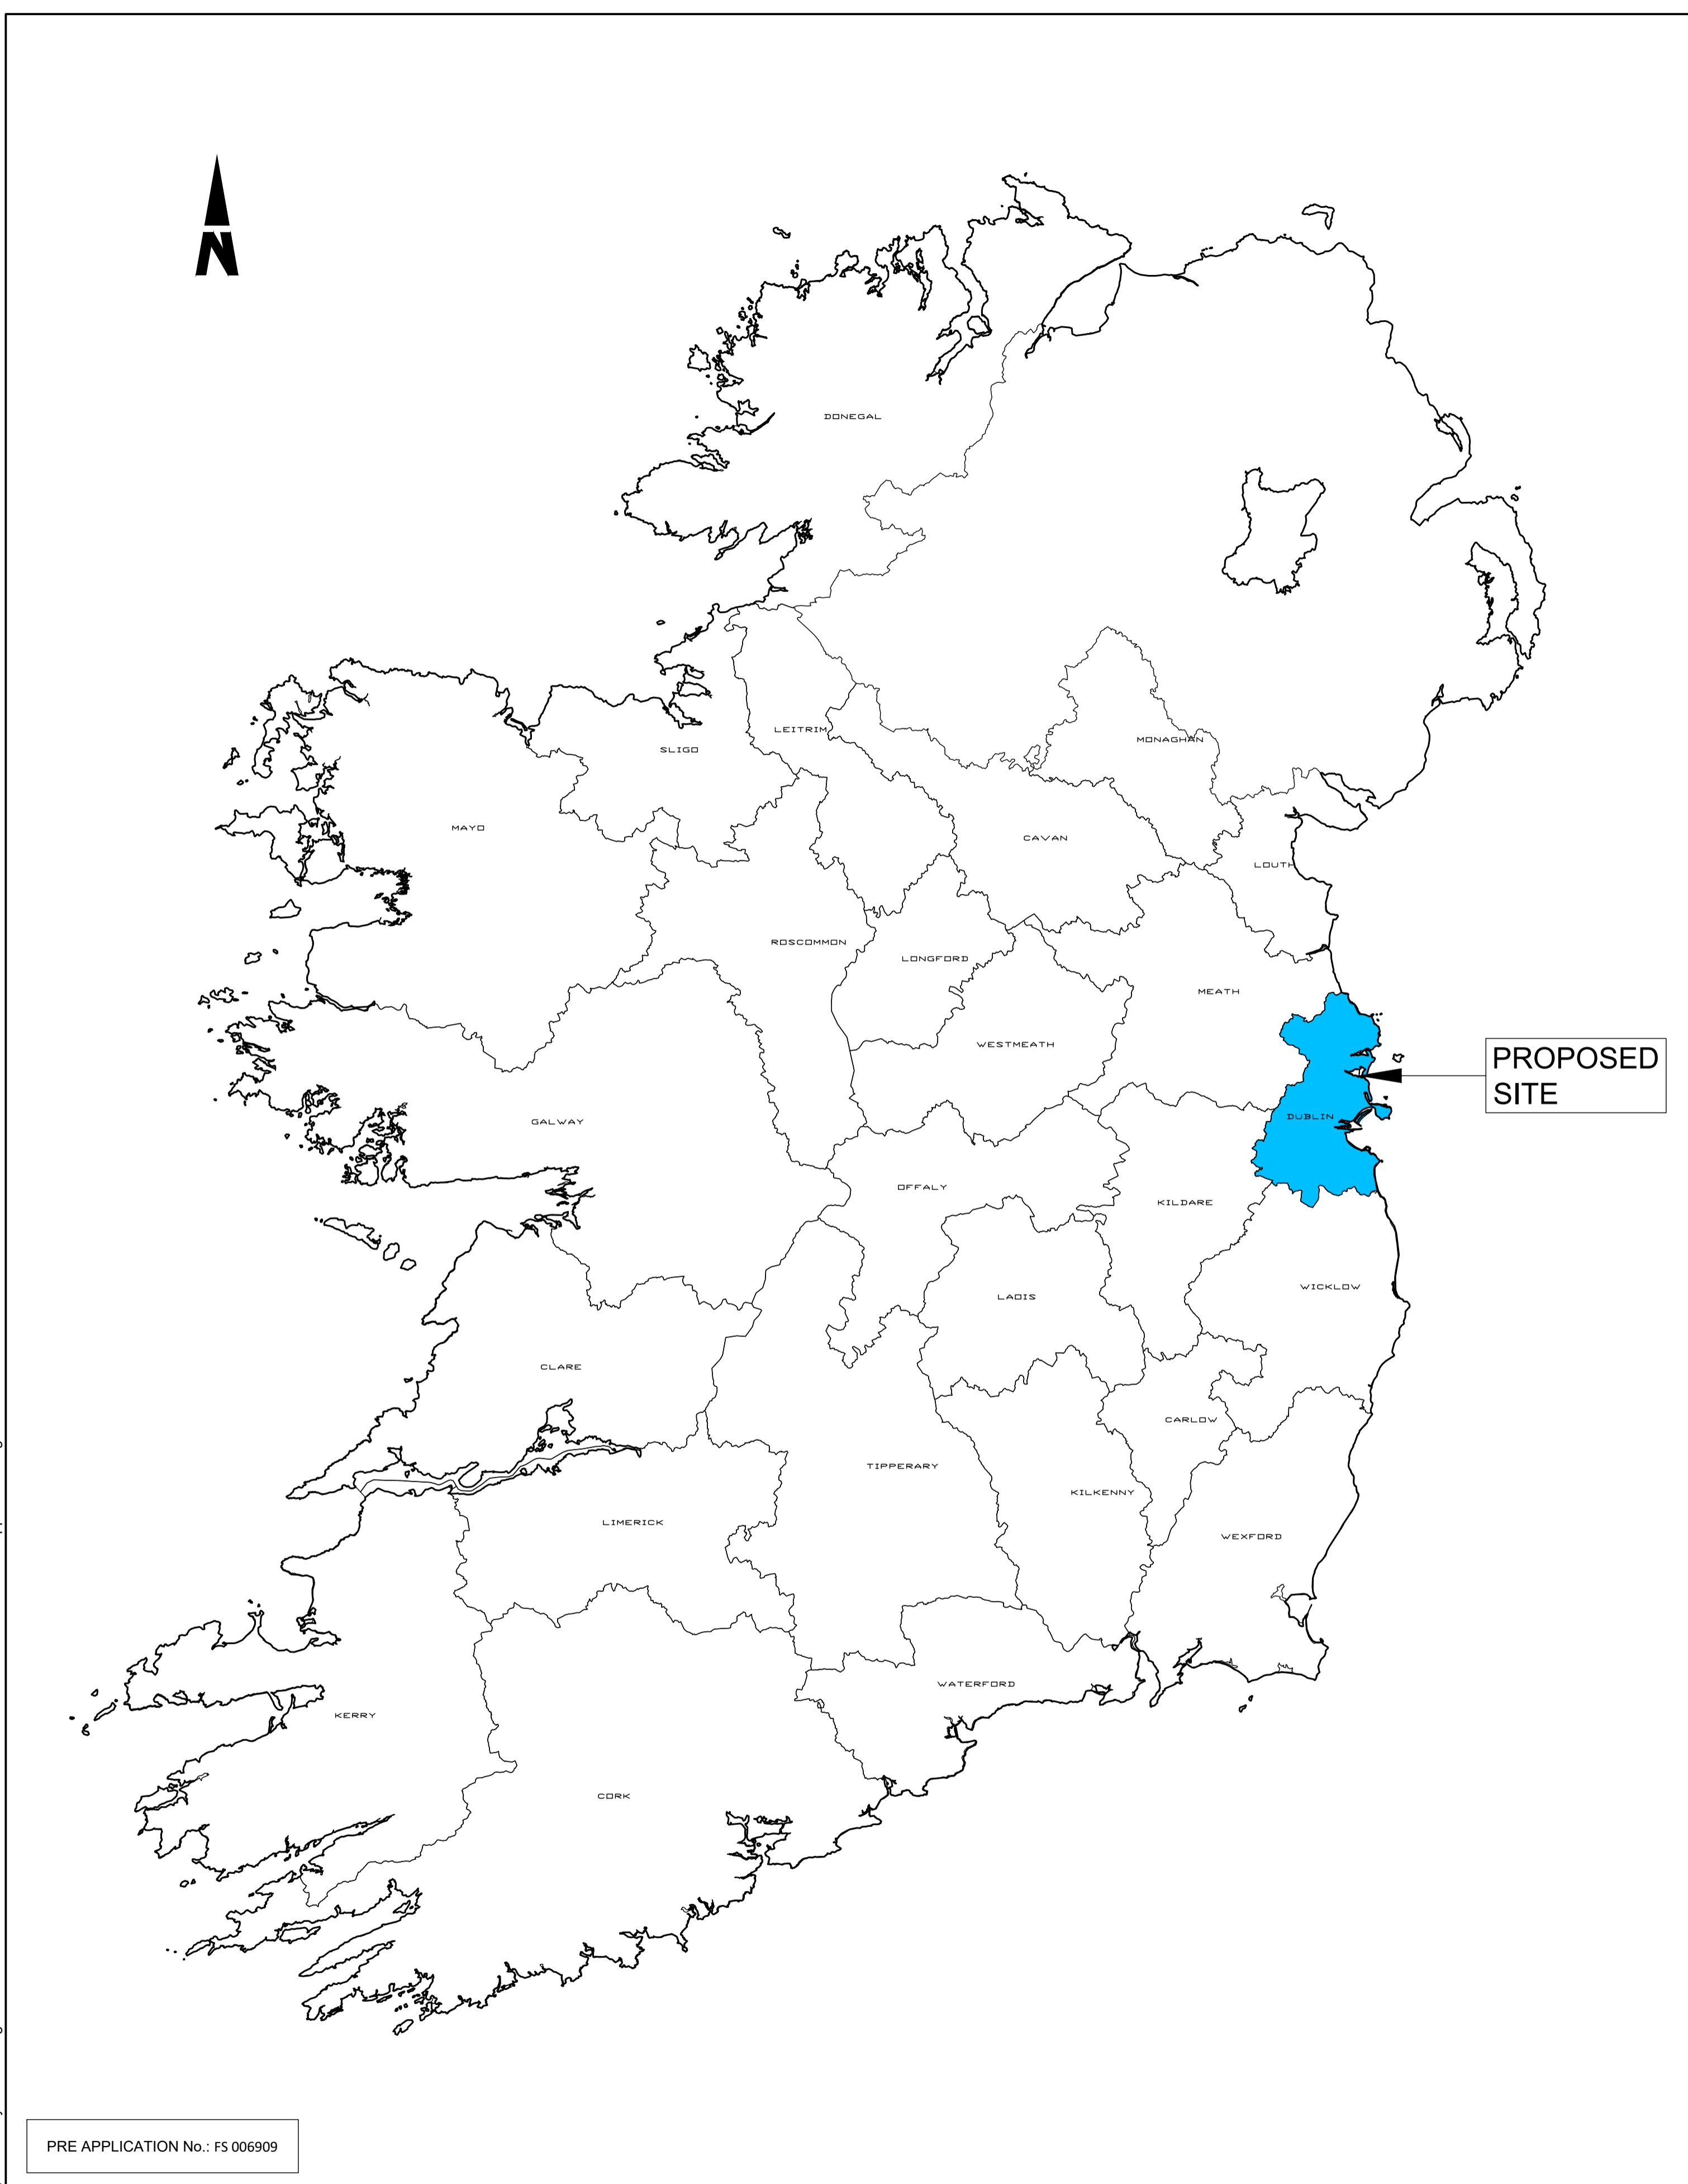 N
DONEGAL
LEITRIM
SLIGO
MONAGHAN
MAYO
CAVAN
LOUTH
ROSCOMMON
LONGFORD
MEATH
WESTMEATH
PROPOSED
SITE
DUBLIN
GALWAY
OFFALY
KILDARE
WICKLOW
LAOIS
CLARE
CARLOW
TIPPERARY
KILKENNY
LIMERICK
WEXFORD
WATERFORD
KERRY
CORK
PRE APPLICATION No.: FS 006909